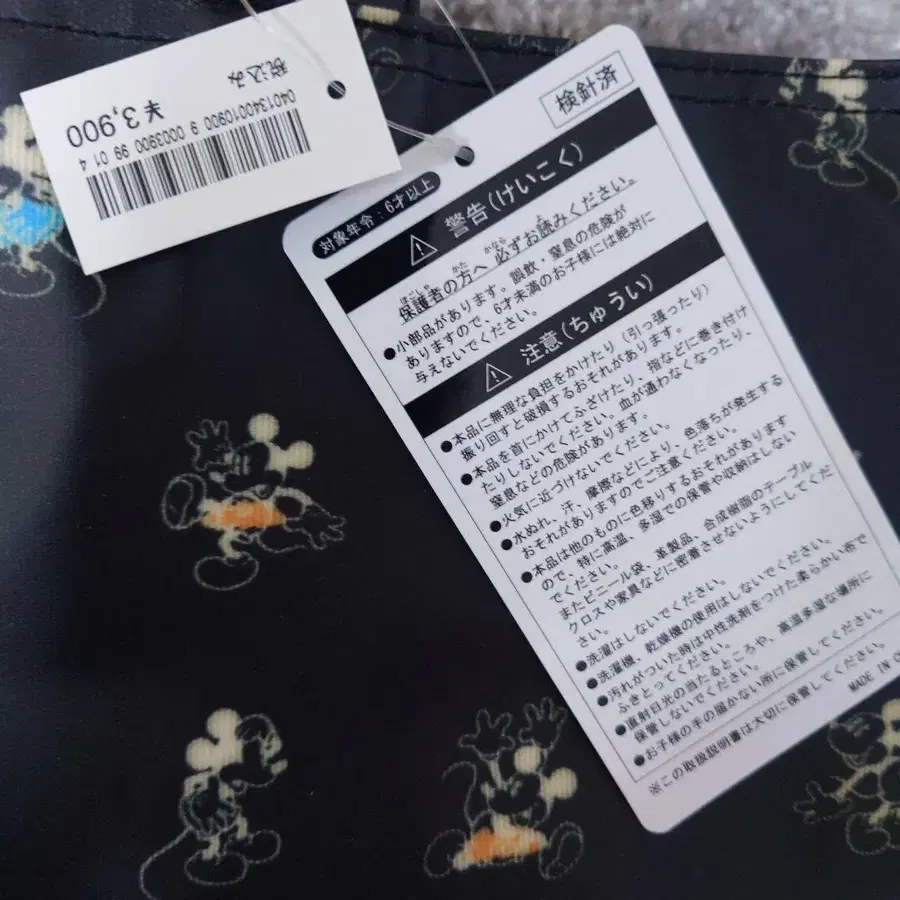 税込み
¥3,900
0401340010930 9 0003900 99 01 4
検針済
対象年令：6才以上
警告(けいこく)
保護者の方へ 必ずお読みください。
ほごしゃ かた かなら よ
●小部品があります。誤飲・窒息の危険が
ありますので、6才未満のお子様には絶対に
与えないでください。
注意(ちゅうい)
●本品に無理な負担をかけたり（引っ張ったり）
振り回すと破損するおそれがあります。
●本品を首にかけてふざけたり、指などに巻き付け
たりしないでください。血が通わなくなったり、
窒息などの危険があります。
●火気に近づけないでください。
●水ぬれ、汗、摩擦などにより、色落ちが発生する
おそれがありますのでご注意ください。
●本品は他のものに色移りするおそれがあります
ので、特に高温、多湿での保管や収納はしない
でください。
またビニール袋、革製品、合成樹脂のテーブル
クロスや家具などに密着させないようにしてくだ
さい。
●洗濯はしないでください。
●洗濯機、乾燥機の使用はしないでください。
●汚れがついた時は中性洗剤をつけた柔らかい布で
ふきとってください。
●直射日光の当たるところや、高温多湿な場所に
保管しないでください。
●お子様の手の届かない所に保管してください。
※この取扱説明書は大切に保管してください。
MADE IN C